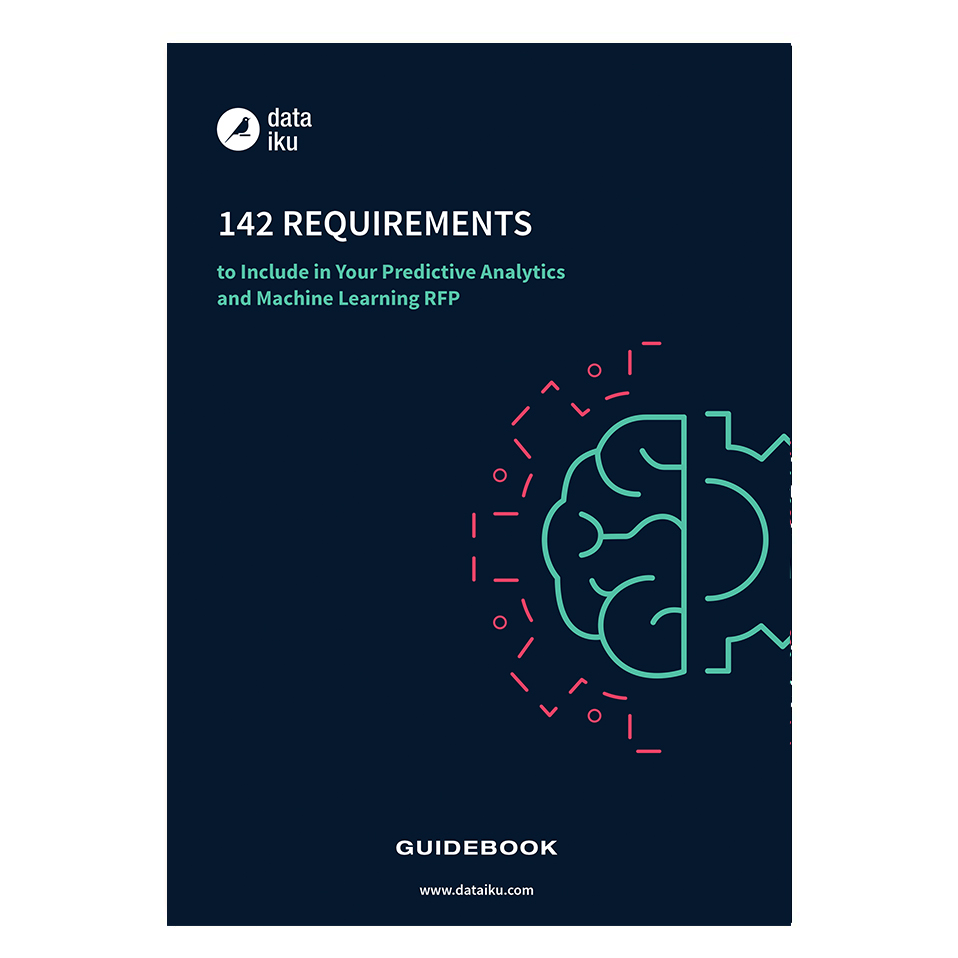 data
iku
142 REQUIREMENTS
to Include in Your Predictive Analytics
and Machine Learning RFP
GUIDEBOOK
www.dataiku.com